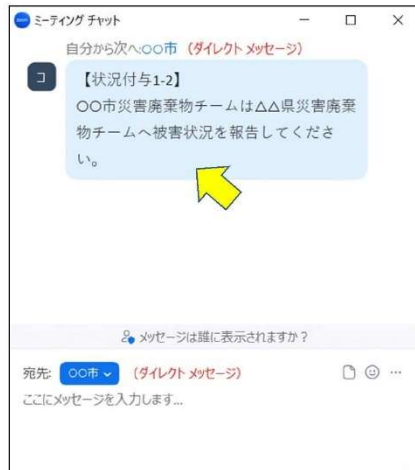 ミーティング チャット
自分から次へ:○○市 (ダイレクト メッセージ)
コ
【状況付与1-2】
○○市災害廃棄物チームは△△県災害廃棄
物チームへ被害状況を報告してくださ
い。
メッセージは誰に表示されますか?
宛先: ○○市 (ダイレクト メッセージ)
ここにメッセージを入力します...